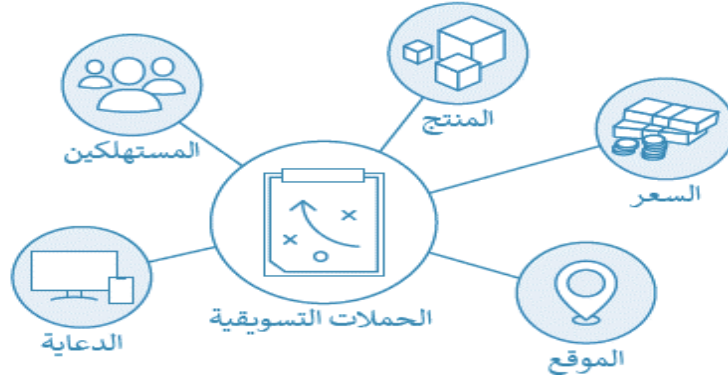 المنتج
المستهلكين
السعر
الحملات التسويقية
الدعاية
الموقع